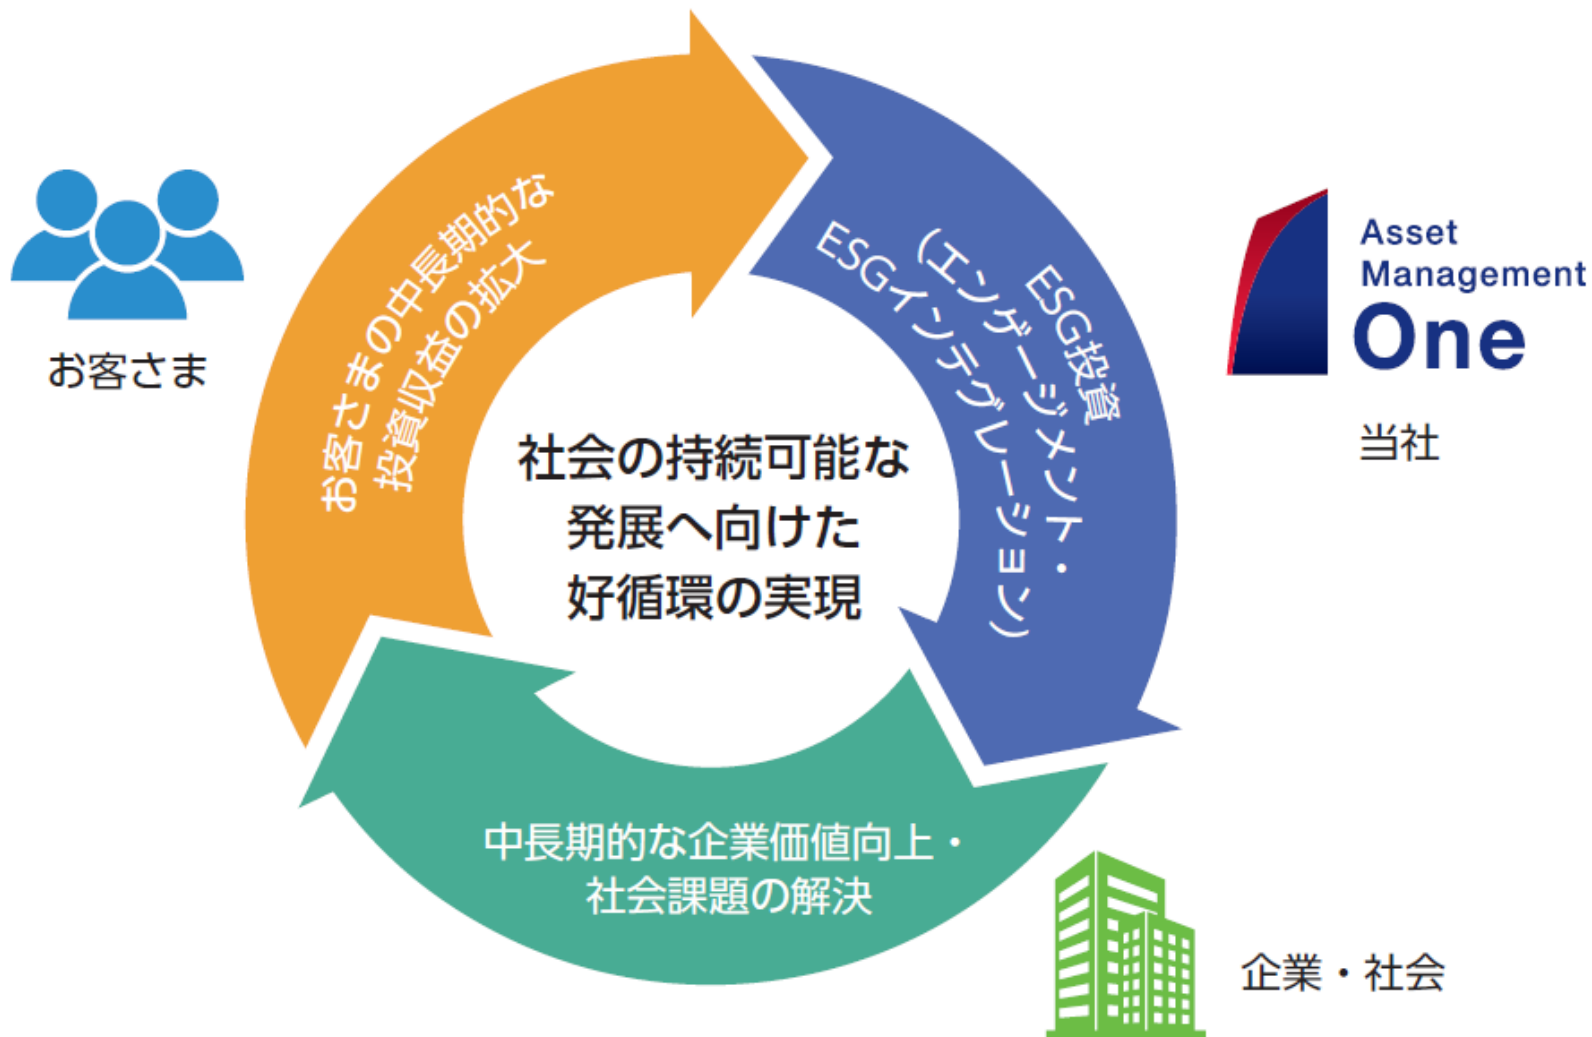 お客さま
お客さまの中長期的な
投資収益の拡大
ESG投資
(エンゲージメント・
ESGインテグレーション)
Asset
Management
One
当社
社会の持続可能な
発展へ向けた
好循環の実現
中長期的な企業価値向上・
社会課題の解決
企業・社会